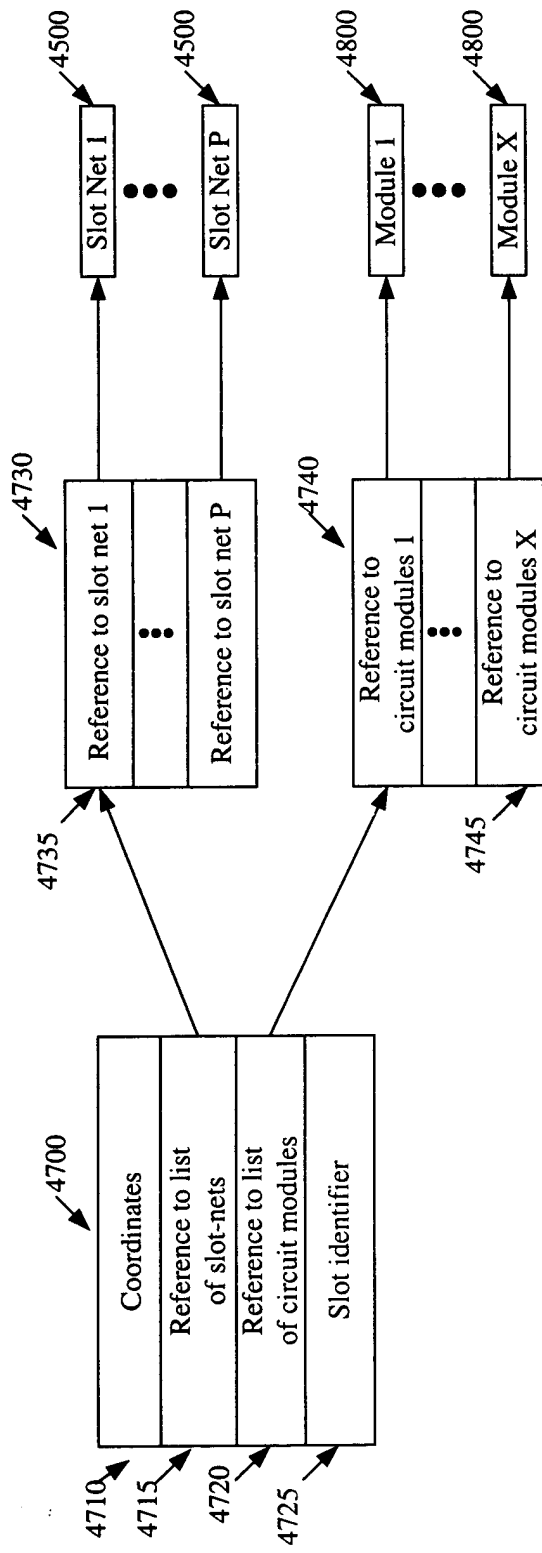 4700
4710
Coordinates
4715
Reference to list
of slot-nets
4720
Reference to list
of circuit modules
4725
Slot identifier
4730
4735
Reference to slot net 1
Reference to slot net P
4740
Reference to
circuit modules 1
Reference to
circuit modules X
4745
Slot Net 1
4500
Slot Net P
4500
Module 1
4800
Module X
4800